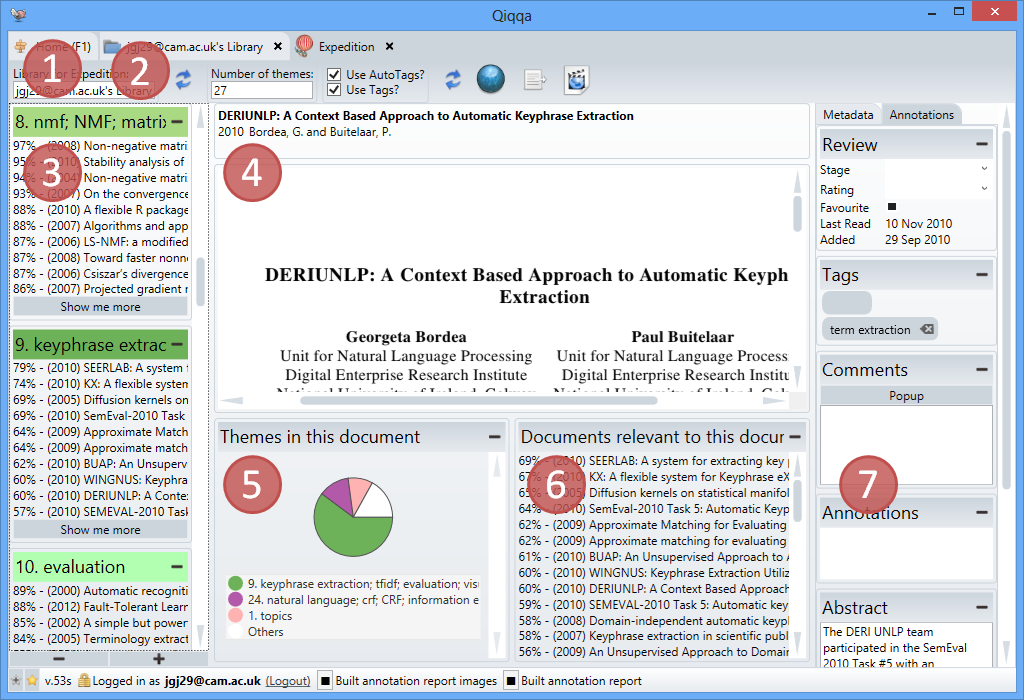 Qiqqa
Home (F1)
jgj29@cam.ac.uk's Library
Expedition
1
2
Library for Expedition:
jgj29@cam.ac.uk's Library
Number of themes:
27
Use AutoTags?
Use Tags?
8. nmf; NMF; matrix
97% - (2008) Non-negative matri
95% - (2010) Stability analysis of
94% - (2004) Non-negative matri
3
93% - (2007) On the convergence
88% - (2010) A flexible R package
88% - (2007) Algorithms and app
87% - (2006) LS-NMF: a modified
87% - (2008) Toward faster nonne
87% - (2006) Csiszar's divergence
86% - (2007) Projected gradient r
Show me more
9. keyphrase extrac
79% - (2010) SEERLAB: A system f
74% - (2010) KX: A flexible system
69% - (2005) Diffusion kernels on
69% - (2010) SemEval-2010 Task
64% - (2009) Approximate Match
64% - (2009) Approximate match
62% - (2010) BUAP: An Unsuperv
60% - (2010) WINGNUS: Keyphra
60% - (2010) DERIUNLP: A Conte
57% - (2010) SEMEVAL-2010 Task
Show me more
10. evaluation
89% - (2000) Automatic recogniti
88% - (2012) Fault-Tolerant Learn
85% - (2002) A simple but power
84% - (2005) Terminology extract
DERIUNLP: A Context Based Approach to Automatic Keyphrase Extraction
2010 Bordea, G. and Buitelaar, P.
4
DERIUNLP: A Context Based Approach to Automatic Keyph
Extraction
Georgeta Bordea
Paul Buitelaar
Unit for Natural Language Processing
Unit for Natural Language Process
Digital Enterprise Research Institute
Digital Enterprise Research Institu
Themes in this document
5
9. keyphrase extraction; tfidf; evaluation; vis
24. natural language; crf; CRF; information e
1. topics
Others
Documents relevant to this docur
69% - (2010) SEERLAB: A system for extracting key
67% - (2010) KX: A flexible system for Keyphrase eX
6
65% - (2005) Diffusion kernels on statistical manifol
64% - (2010) SemEval-2010 Task 5: Automatic Keyp
62% - (2009) Approximate Matching for Evaluating
62% - (2009) Approximate matching for evaluating
61% - (2010) BUAP: An Unsupervised Approach to A
60% - (2010) WINGNUS: Keyphrase Extraction Utiliz
60% - (2010) DERIUNLP: A Context Based Approach
59% - (2010) SEMEVAL-2010 Task 5: Automatic key
58% - (2008) Domain-independent automatic keypl
58% - (2007) Keyphrase extraction in scientific publ
56% - (2009) An Unsupervised Approach to Domair
Metadata
Annotations
Review
Stage
Rating
Favourite
Last Read 10 Nov 2010
Added 29 Sep 2010
Tags
term extraction
Comments
Popup
7
Annotations
Abstract
The DERI UNLP team
participated in the SemEval
2010 Task #5 with an
v.53s
Logged in as jgj29@cam.ac.uk (Logout)
Built annotation report images
Built annotation report